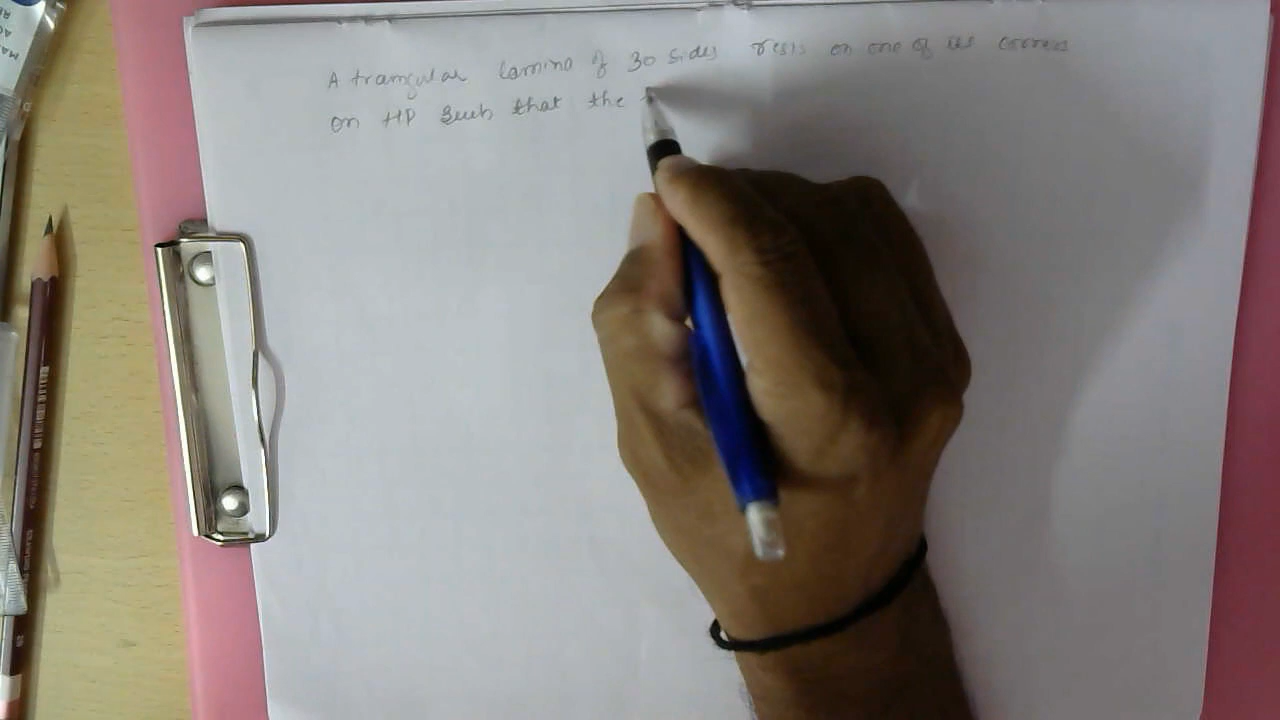 A triangular lamina of 30 sides rests on one of its corners
on HP such that the